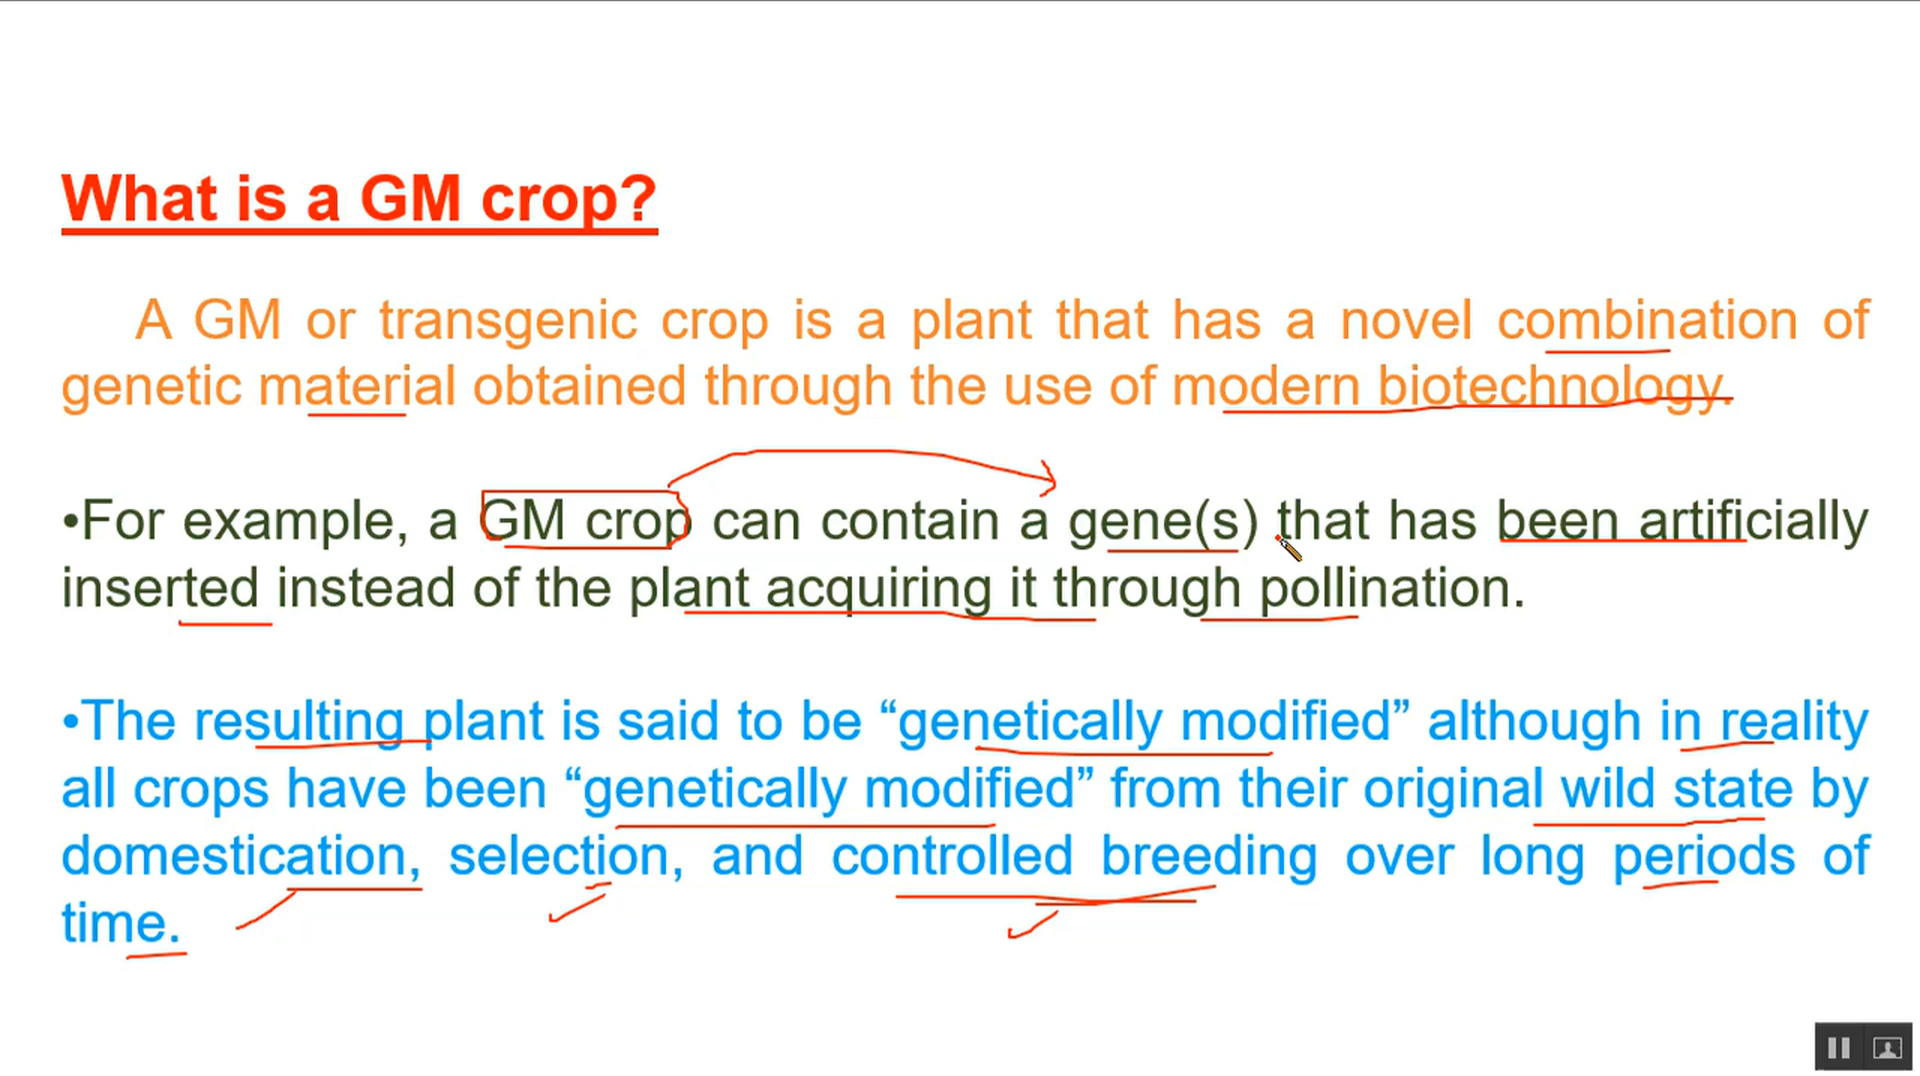 What is a GM crop?
A GM or transgenic crop is a plant that has a novel combination of
genetic material obtained through the use of modern biotechnology.
•For example, a GM crop can contain a gene(s) that has been artificially
inserted instead of the plant acquiring it through pollination.
•The resulting plant is said to be “genetically modified” although in reality
all crops have been “genetically modified” from their original wild state by
domestication, selection, and controlled breeding over long periods of
time.